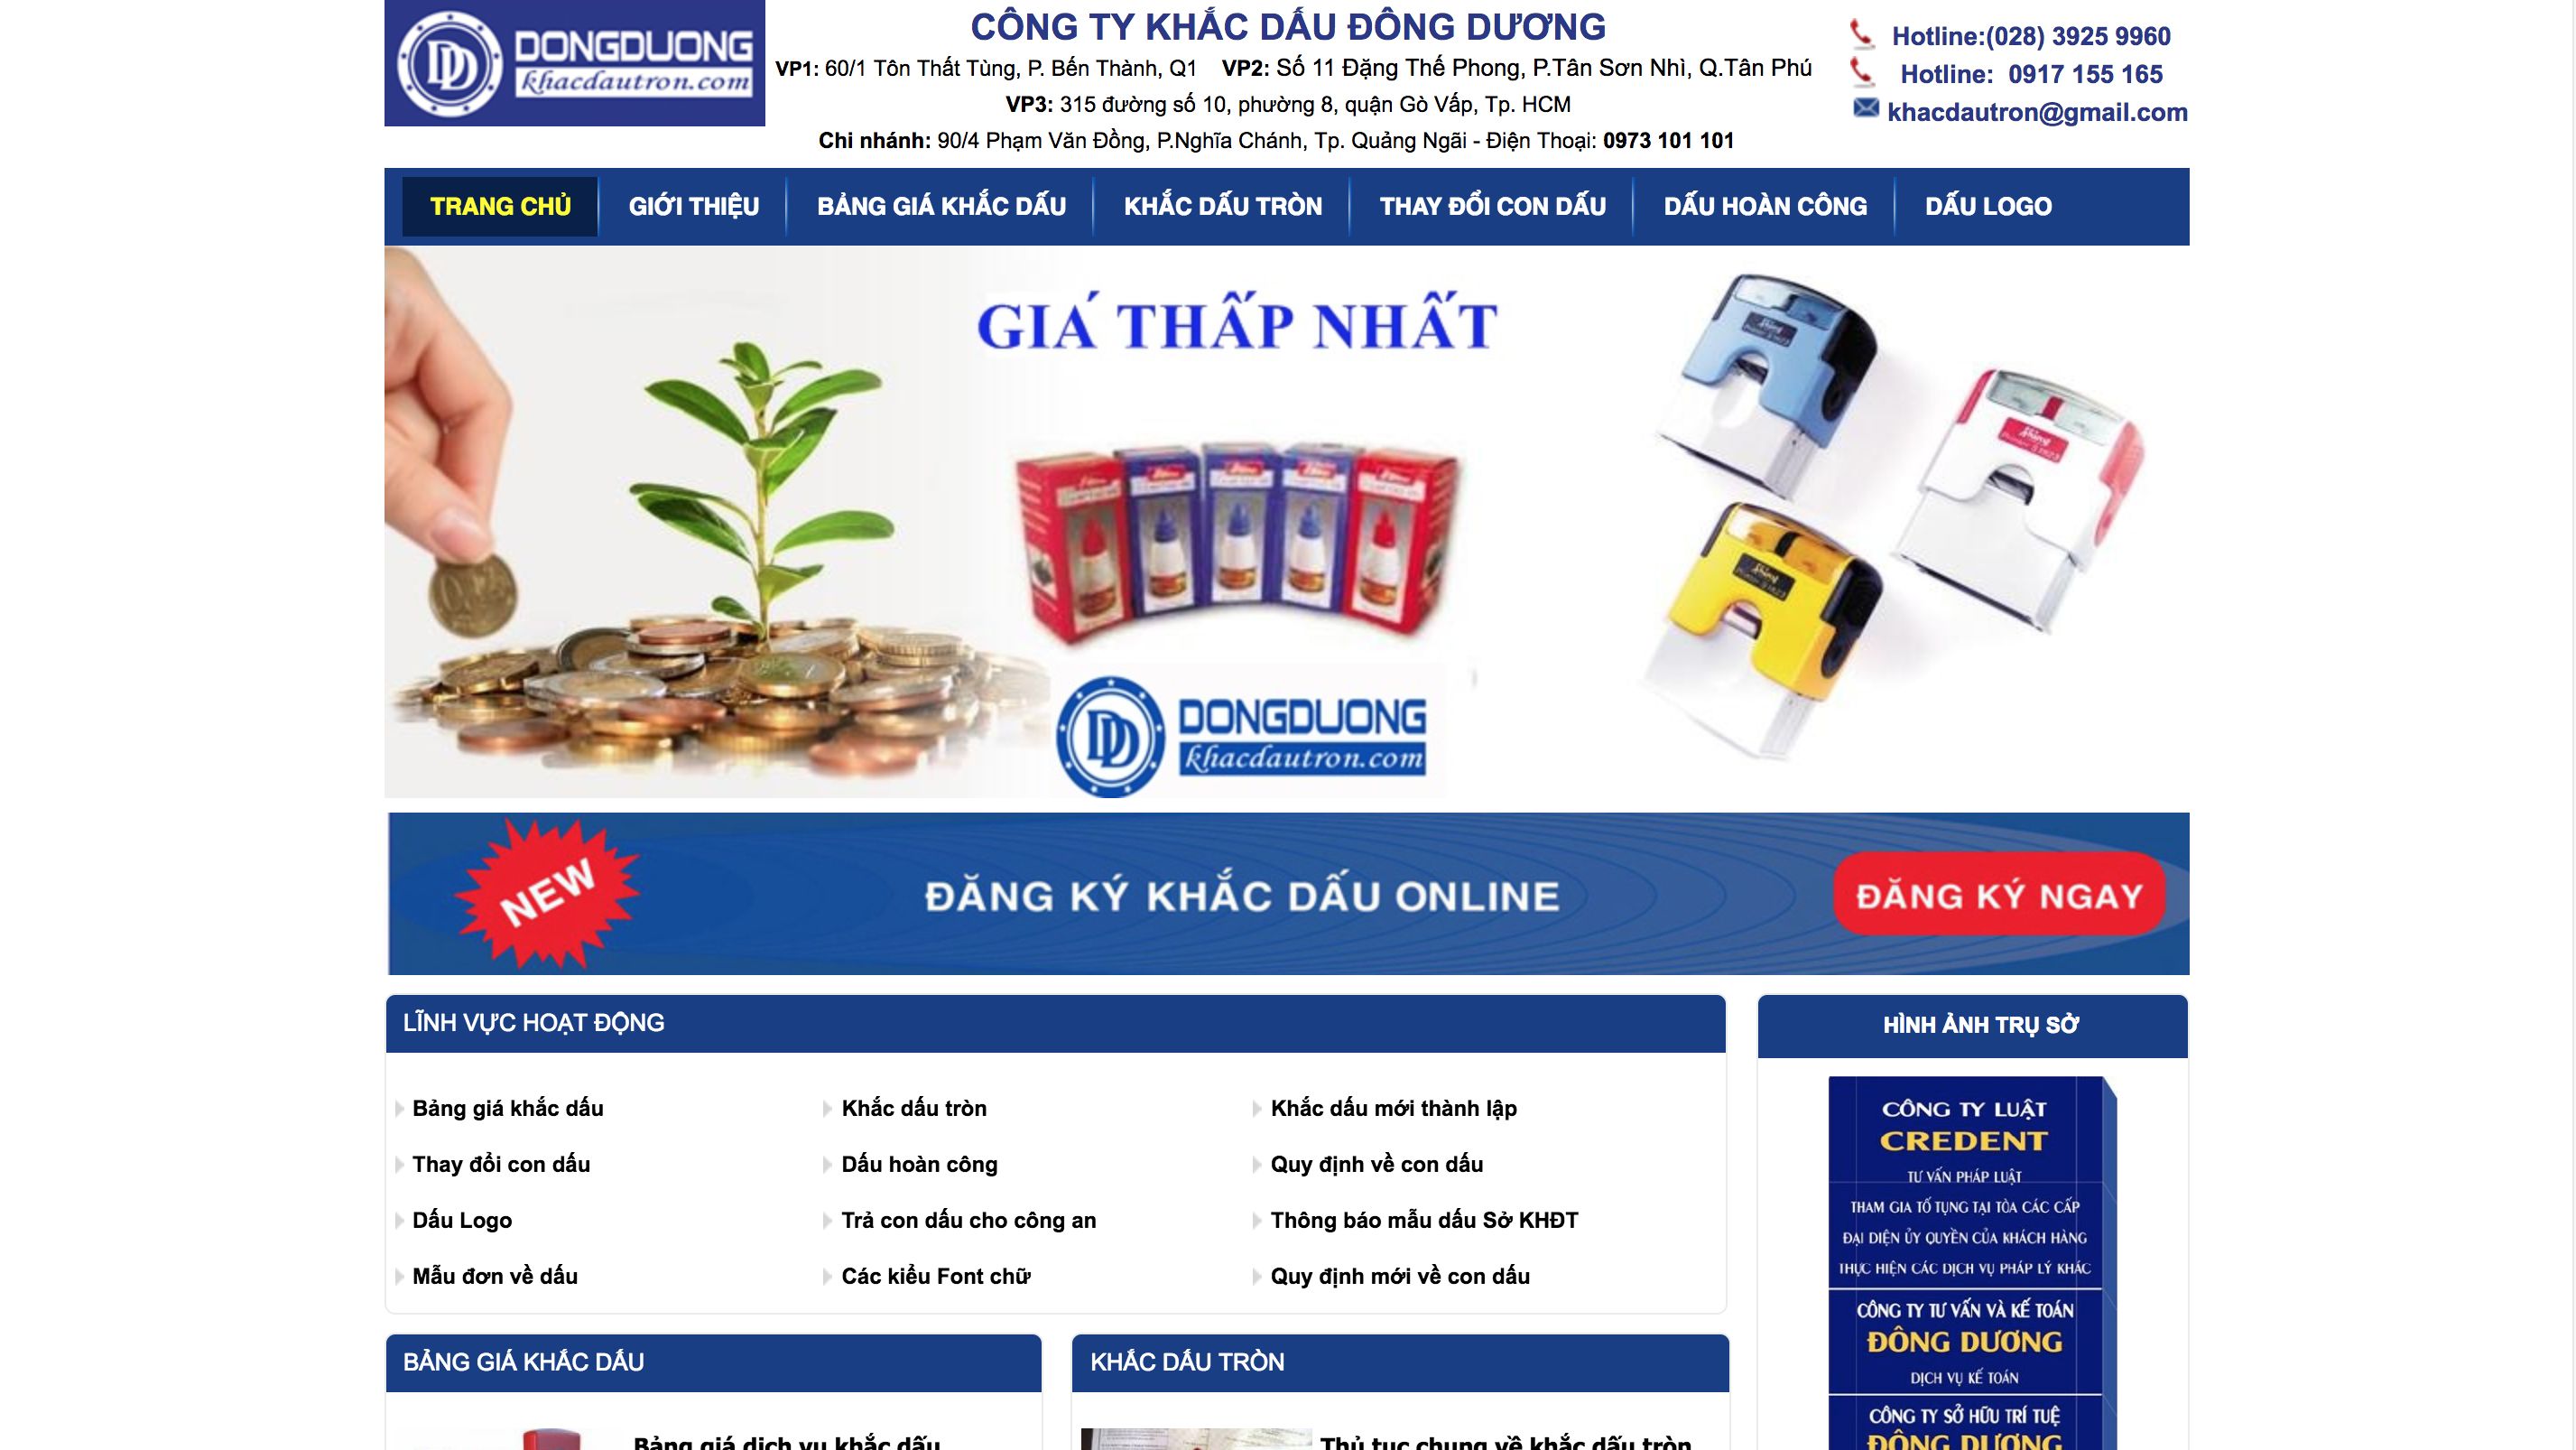 DONGDUONG
khacdautron.com
CÔNG TY KHẮC DẤU ĐÔNG DƯƠNG
VP1: 60/1 Tôn Thất Tùng, P. Bến Thành, Q1 VP2: Số 11 Đặng Thế Phong, P.Tân Sơn Nhì, Q.Tân Phú
VP3: 315 đường số 10, phường 8, quận Gò Vấp, Tp. HCM
Chi nhánh: 90/4 Phạm Văn Đồng, P.Nghĩa Chánh, Tp. Quảng Ngãi - Điện Thoại: 0973 101 101
Hotline:(028) 3925 9960
Hotline: 0917 155 165
khacdautron@gmail.com
TRANG CHỦ GIỚI THIỆU BẢNG GIÁ KHẮC DẤU KHẮC DẤU TRÒN THAY ĐỔI CON DẤU DẤU HOÀN CÔNG DẤU LOGO
GIÁ THẤP NHẤT
DONGDUONG
khacdautron.com
NEW
ĐĂNG KÝ KHẮC DẤU ONLINE
ĐĂNG KÝ NGAY
LĨNH VỰC HOẠT ĐỘNG
Bảng giá khắc dấu Khắc dấu tròn Khắc dấu mới thành lập
Thay đổi con dấu Dấu hoàn công Quy định về con dấu
Dấu Logo Trả con dấu cho công an Thông báo mẫu dấu Sở KHĐT
Mẫu đơn về dấu Các kiểu Font chữ Quy định mới về con dấu
HÌNH ẢNH TRỤ SỞ
CÔNG TY LUẬT
CREDENT
TƯ VẤN PHÁP LUẬT
THAM GIA TỐ TỤNG TẠI TÒA CÁC CẤP
ĐẠI DIỆN ỦY QUYỀN CỦA KHÁCH HÀNG
THỰC HIỆN CÁC DỊCH VỤ PHÁP LÝ KHÁC
CÔNG TY TƯ VẤN VÀ KẾ TOÁN
ĐÔNG DƯƠNG
DỊCH VỤ KẾ TOÁN
CÔNG TY SỞ HỮU TRÍ TUỆ
ĐÔNG DƯƠNG
BẢNG GIÁ KHẮC DẤU
Bảng giá dịch vụ khắc dấu
KHẮC DẤU TRÒN
Thủ tục chung về khắc dấu tròn